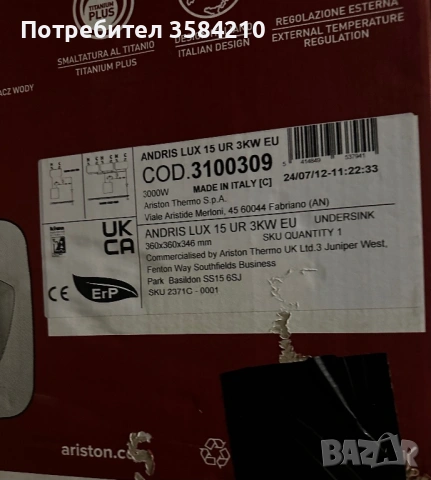 Потребител 3584210
TITANIUM PLUS
SMALTATURA AL TITANIO
TITANIUM PLUS
ITALIAN DESIGN
REGOLAZIONE ESTERNA
EXTERNAL TEMPERATURE
REGULATION
ACZ WODY
ANDRIS LUX 15 UR 3KW EU
COD.3100309
3000W
MADE IN ITALY [C]
24/07/12-11:22:33
Ariston Thermo S.p.A.
Viale Aristide Merloni, 45 60044 Fabriano (AN)
UK
CA
ANDRIS LUX 15 UR 3KW EU
UNDERSINK
360x360x346 mm
SKU QUANTITY 1
Commercialised by Ariston Thermo UK Ltd.3 Juniper West,
Fenton Way Southfields Business
Park Basildon SS15 6SJ
SKU 2371C - 0001
CE
ErP
ariston.c
BAZAR